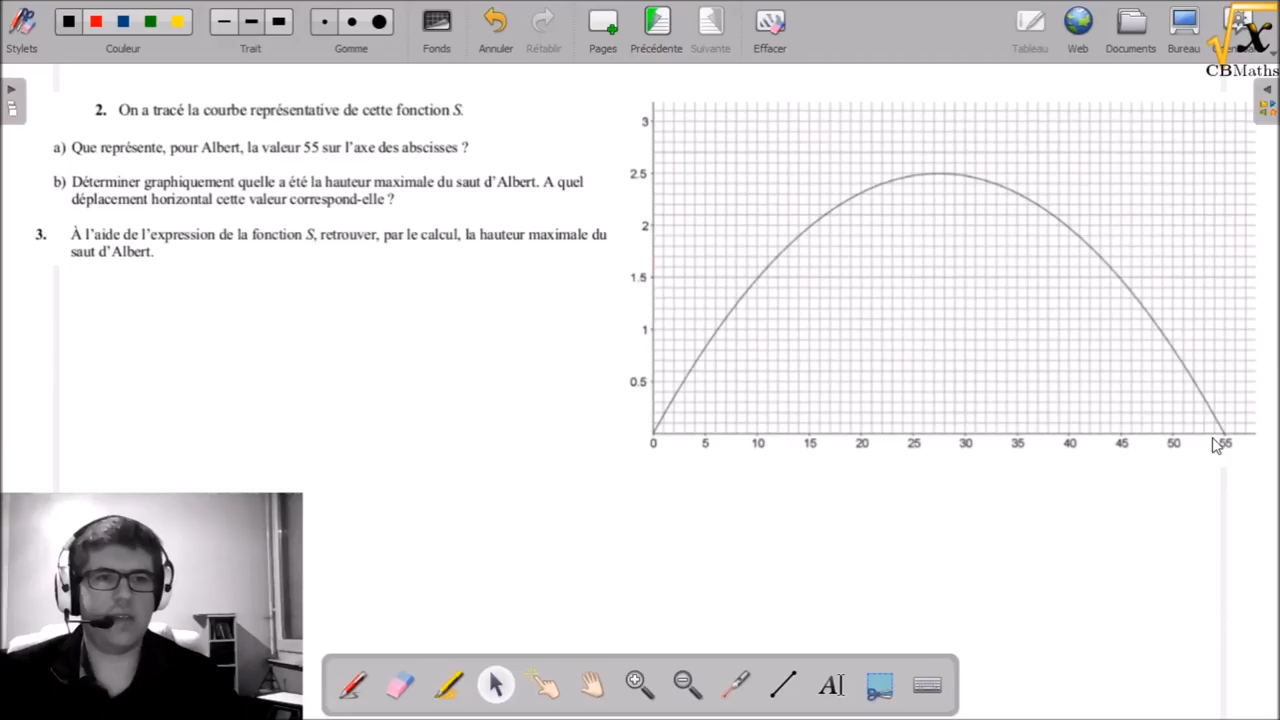 Stylets
Couleur
Trait
Gomme
Fonds
Annuler
Rétablir
Pages
Précédente
Suivante
Effacer
Tableau
Web
Documents
Bureau
√x
CBMaths
2. On a tracé la courbe représentative de cette fonction S.
a) Que représente, pour Albert, la valeur 55 sur l'axe des abscisses ?
b) Déterminer graphiquement quelle a été la hauteur maximale du saut d'Albert. A quel
déplacement horizontal cette valeur correspond-elle ?
3. À l'aide de l'expression de la fonction S, retrouver, par le calcul, la hauteur maximale du
saut d'Albert.
3
2.5
2
1.5
1
0.5
0 5 10 15 20 25 30 35 40 45 50 55
AI